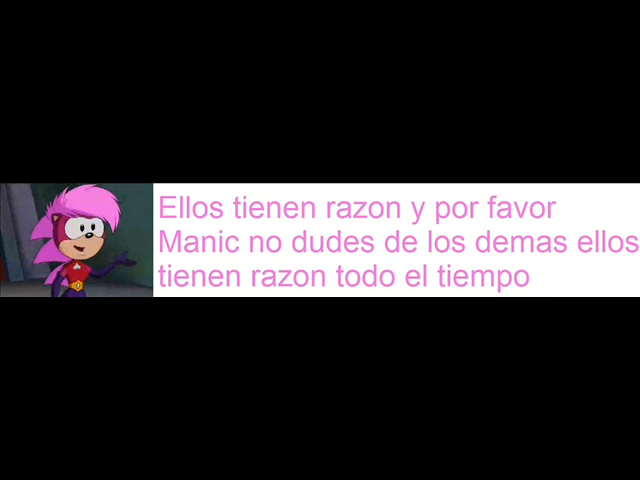 Ellos tienen razon y por favor
Manic no dudes de los demas ellos
tienen razon todo el tiempo